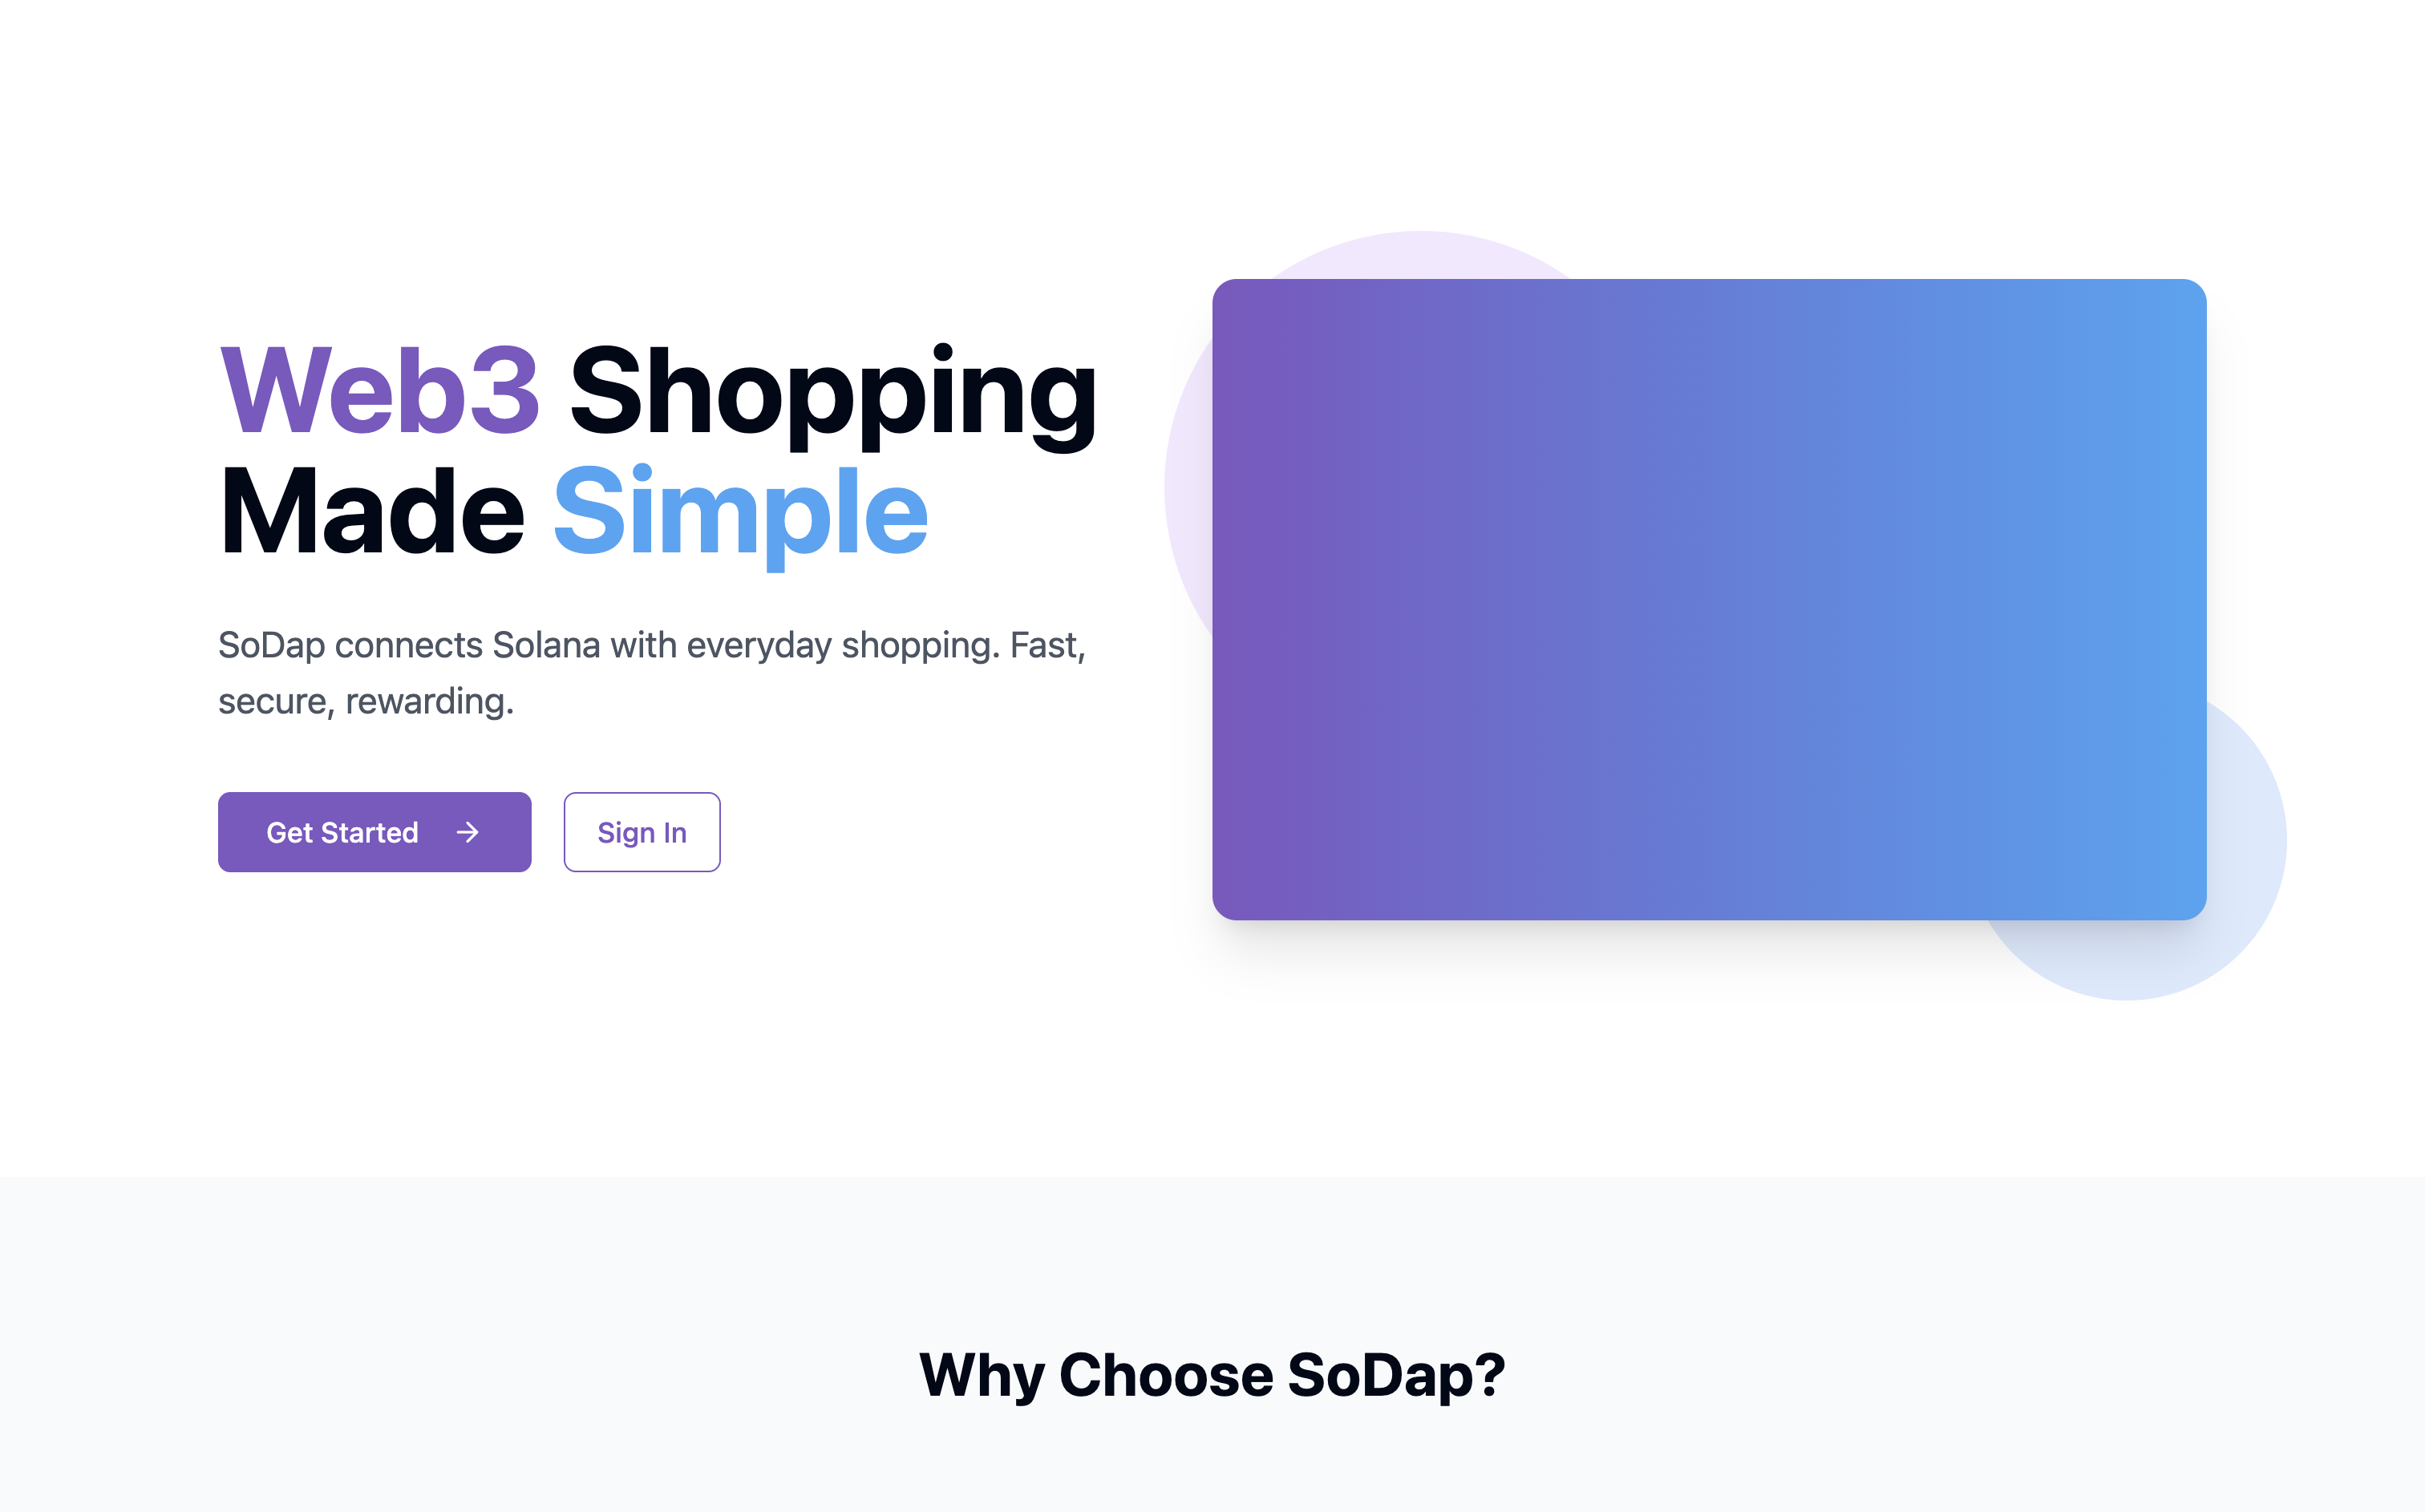 Web3 Shopping
Made Simple
SoDap connects Solana with everyday shopping. Fast,
secure, rewarding.
Get Started
Sign In
Why Choose SoDap?